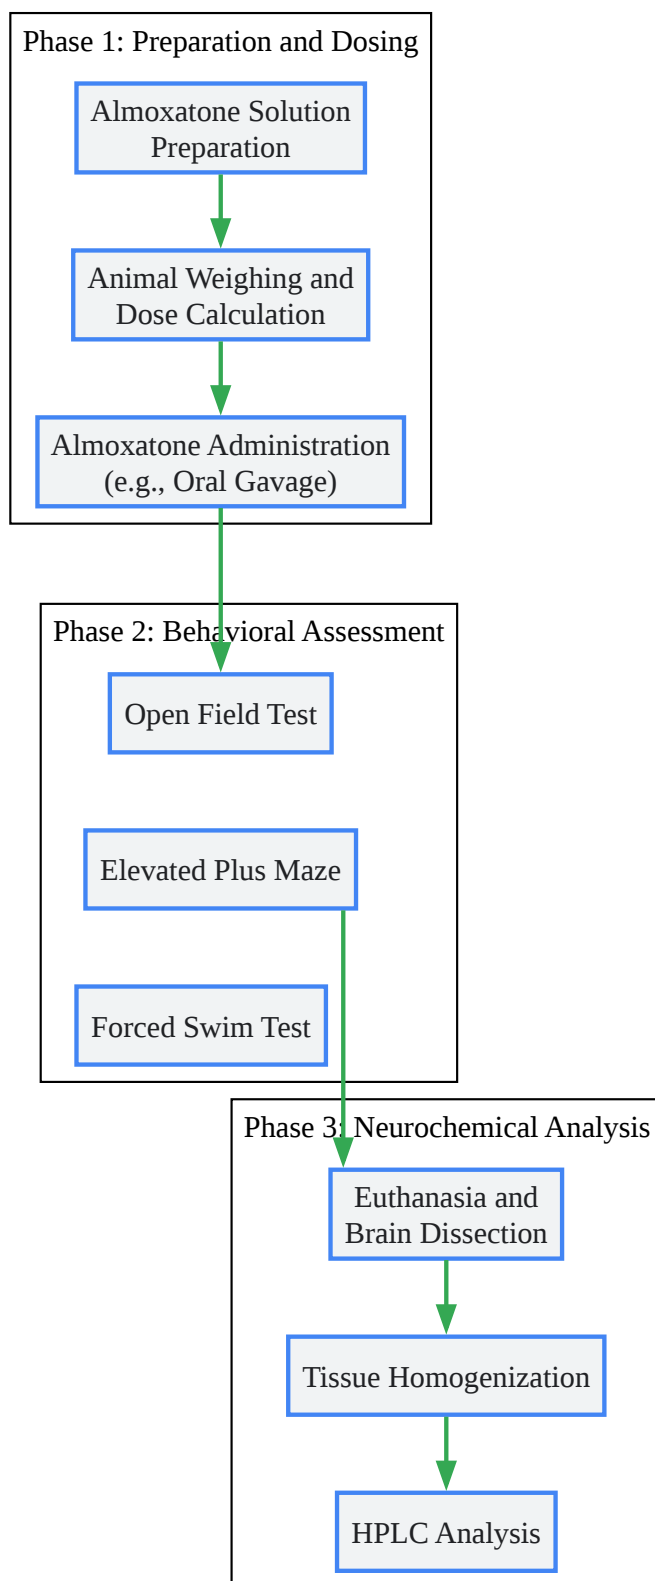 Phase 1: Preparation and Dosing
Almoxatone Solution
Preparation
Animal Weighing and
Dose Calculation
Almoxatone Administration
(e.g., Oral Gavage)
Phase 2: Behavioral Assessment
Open Field Test
Elevated Plus Maze
Forced Swim Test
Phase 3: Neurochemical Analysis
Euthanasia and
Brain Dissection
Tissue Homogenization
HPLC Analysis